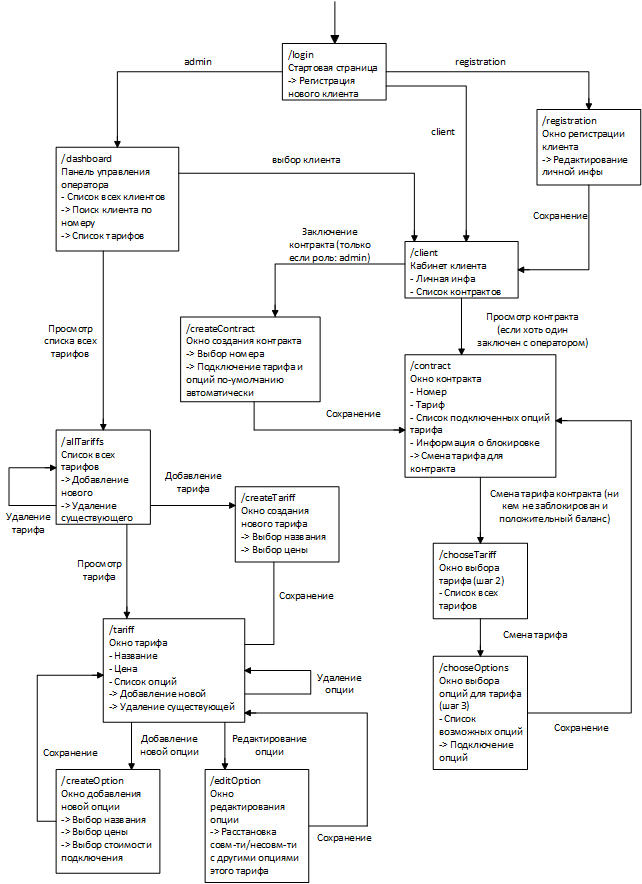 /login
Стартовая страница
-> Регистрация
нового клиента
admin
registration
client
/registration
Окно регистрации
клиента
-> Редактирование
личной инфы
/dashboard
Панель управления
оператора
- Список всех клиентов
-> Поиск клиента по
номеру
-> Список тарифов
выбор клиента
Сохранение
Заключение
контракта (только
если роль: admin)
/client
Кабинет клиента
- Личная инфа
- Список контрактов
Просмотр
списка всех
тарифов
/createContract
Окно создания контракта
-> Выбор номера
-> Подключение тарифа и
опций по-умолчанию
автоматически
Просмотр контракта
(если хоть один
заключен с оператором)
/contract
Окно контракта
- Номер
- Тариф
- Список подключенных опций
тарифа
- Информация о блокировке
-> Смена тарифа для
контракта
Сохранение
/allTariffs
Список всех
тарифов
-> Добавление
нового
-> Удаление
существующего
Удаление
тарифа
Добавление
тарифа
/createTariff
Окно создания
нового тарифа
-> Выбор названия
-> Выбор цены
Смена тарифа контракта (ни
кем не заблокирован и
положительный баланс)
/chooseTariff
Окно выбора
тарифа (шаг 2)
- Список всех
тарифов
Просмотр
тарифа
Сохранение
Смена тарифа
/tariff
Окно тарифа
- Название
- Цена
- Список опций
-> Добавление новой
-> Удаление существующей
Удаление
опции
/chooseOptions
Окно выбора
опций для тарифа
(шаг 3)
- Список
возможных опций
-> Подключение
опций
Сохранение
Сохранение
Добавление
новой опции
Редактирование
опции
/createOption
Окно добавления
новой опции
-> Выбор названия
-> Выбор цены
-> Выбор стоимости
подключения
/editOption
Окно
редактирования
опции
-> Расстановка
совм-ти/несовм-ти
с другими опциями
этого тарифа
Сохранение